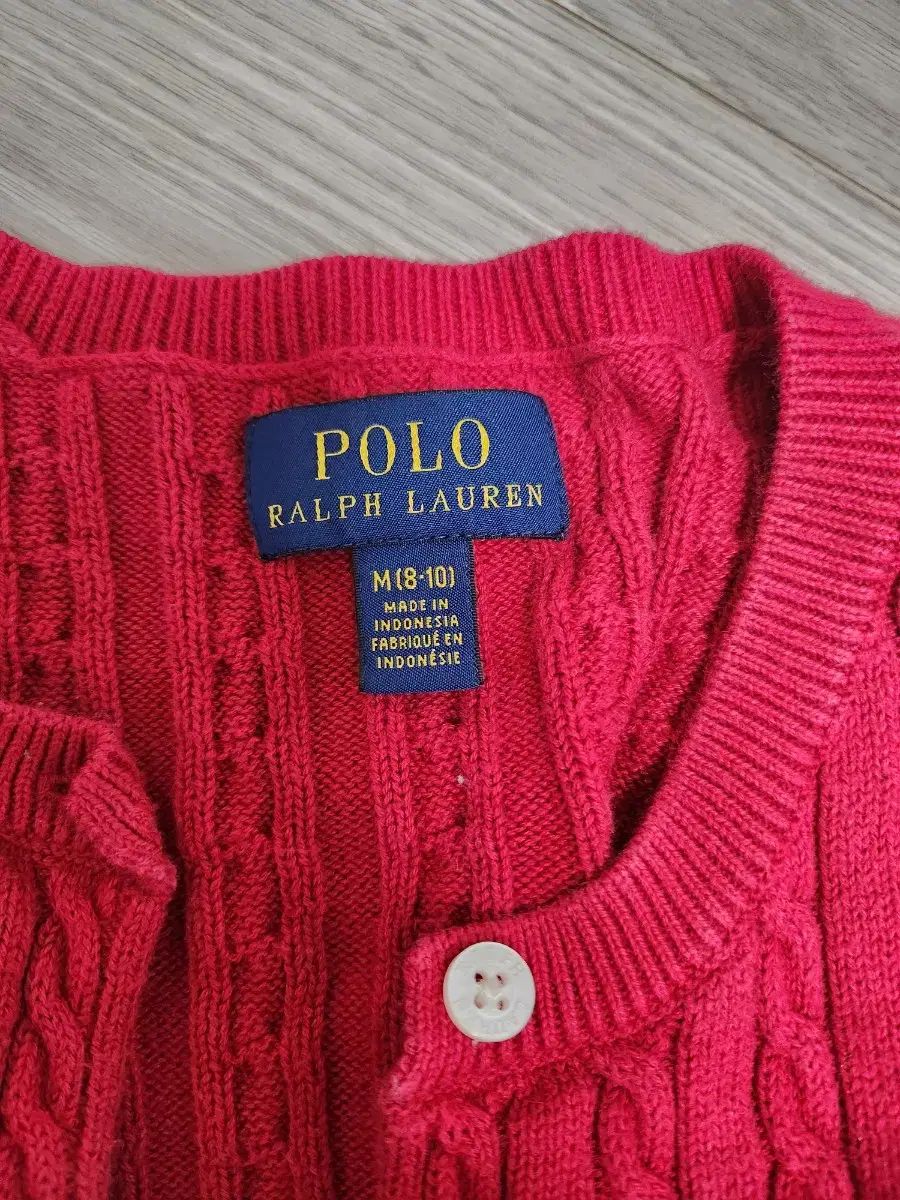 POLO
RALPH LAUREN
M(8-10)
MADE IN
INDONESIA
FABRIQUÉ EN
INDONÉSIE